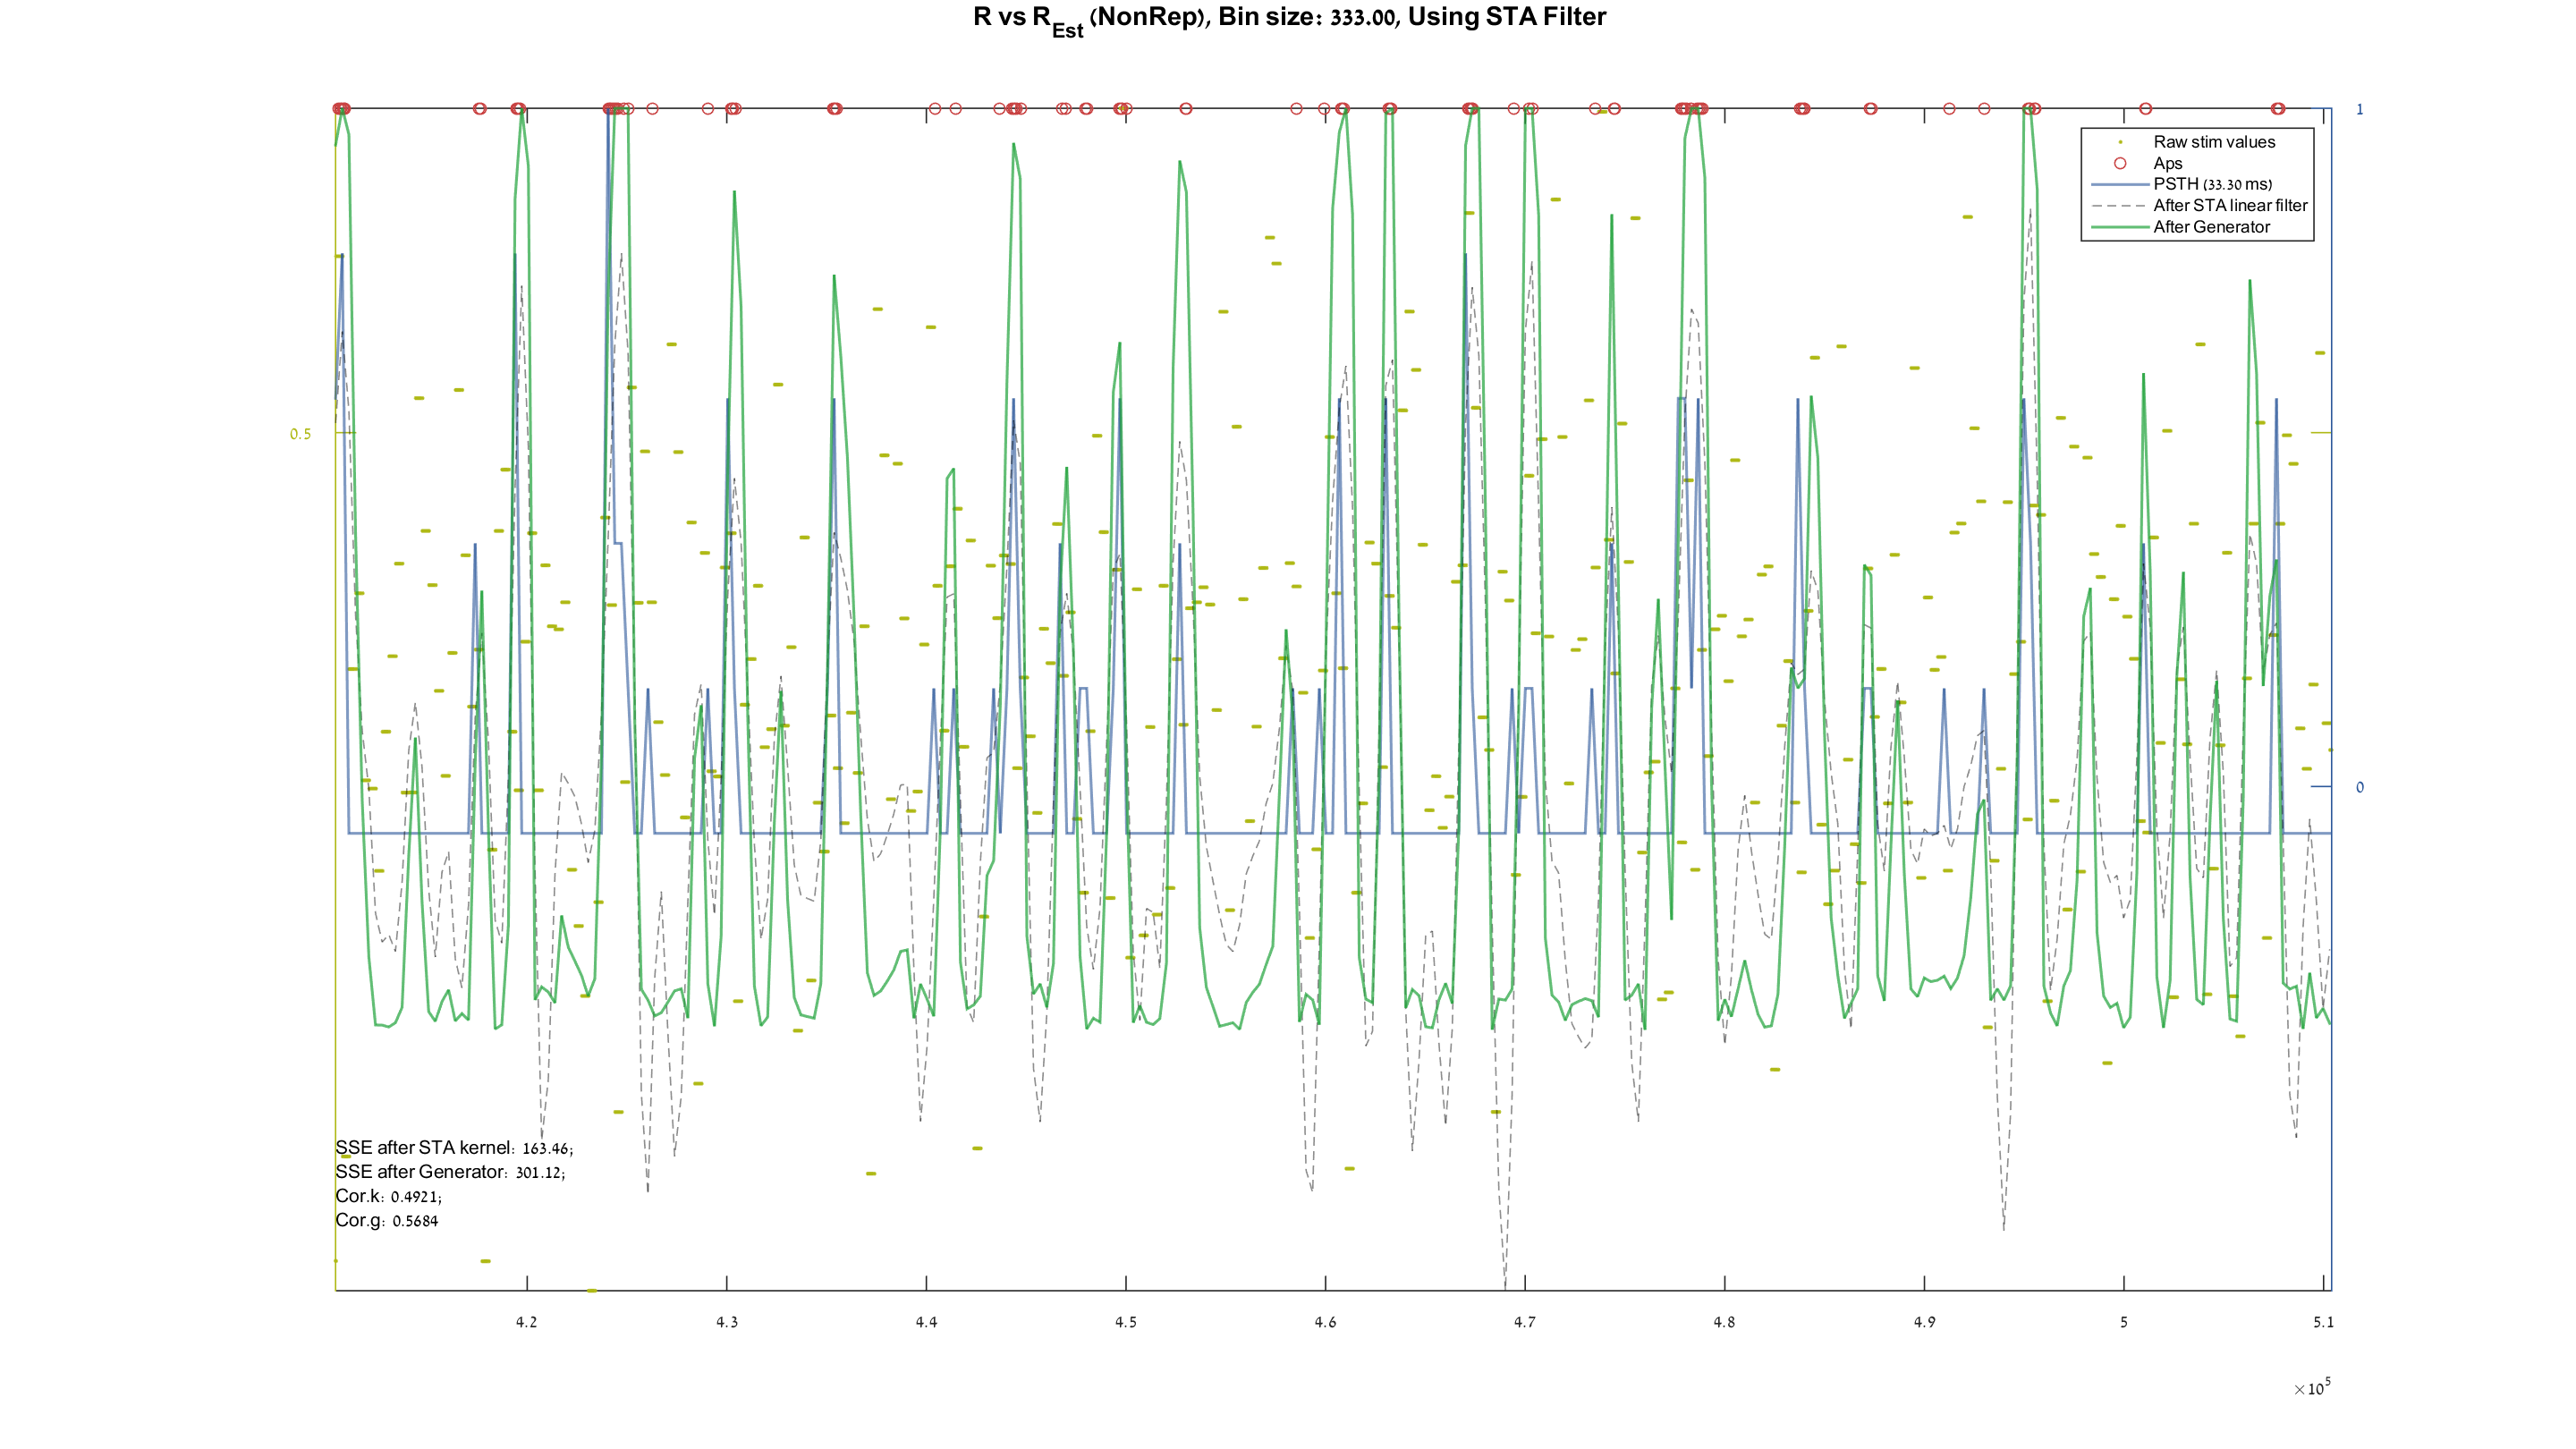 R vs R_Est (NonRep), Bin size: 333.00, Using STA Filter
1
Raw stim values
Aps
PSTH (33.30 ms)
After STA linear filter
After Generator
0.5
0
SSE after STA kernel: 163.46;
SSE after Generator: 301.12;
Cor.k: 0.4921;
Cor.g: 0.5684
4.2 4.3 4.4 4.5 4.6 4.7 4.8 4.9 5 5.1
×10^5